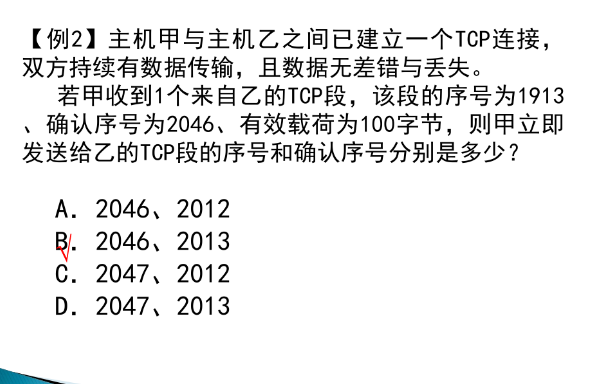 【例2】主机甲与主机乙之间已建立一个TCP连接，
双方持续有数据传输，且数据无差错与丢失。
若甲收到1个来自乙的TCP段，该段的序号为1913
、确认序号为2046、有效载荷为100字节，则甲立即
发送给乙的TCP段的序号和确认序号分别是多少？
A. 2046、2012
B. 2046、2013
C. 2047、2012
D. 2047、2013